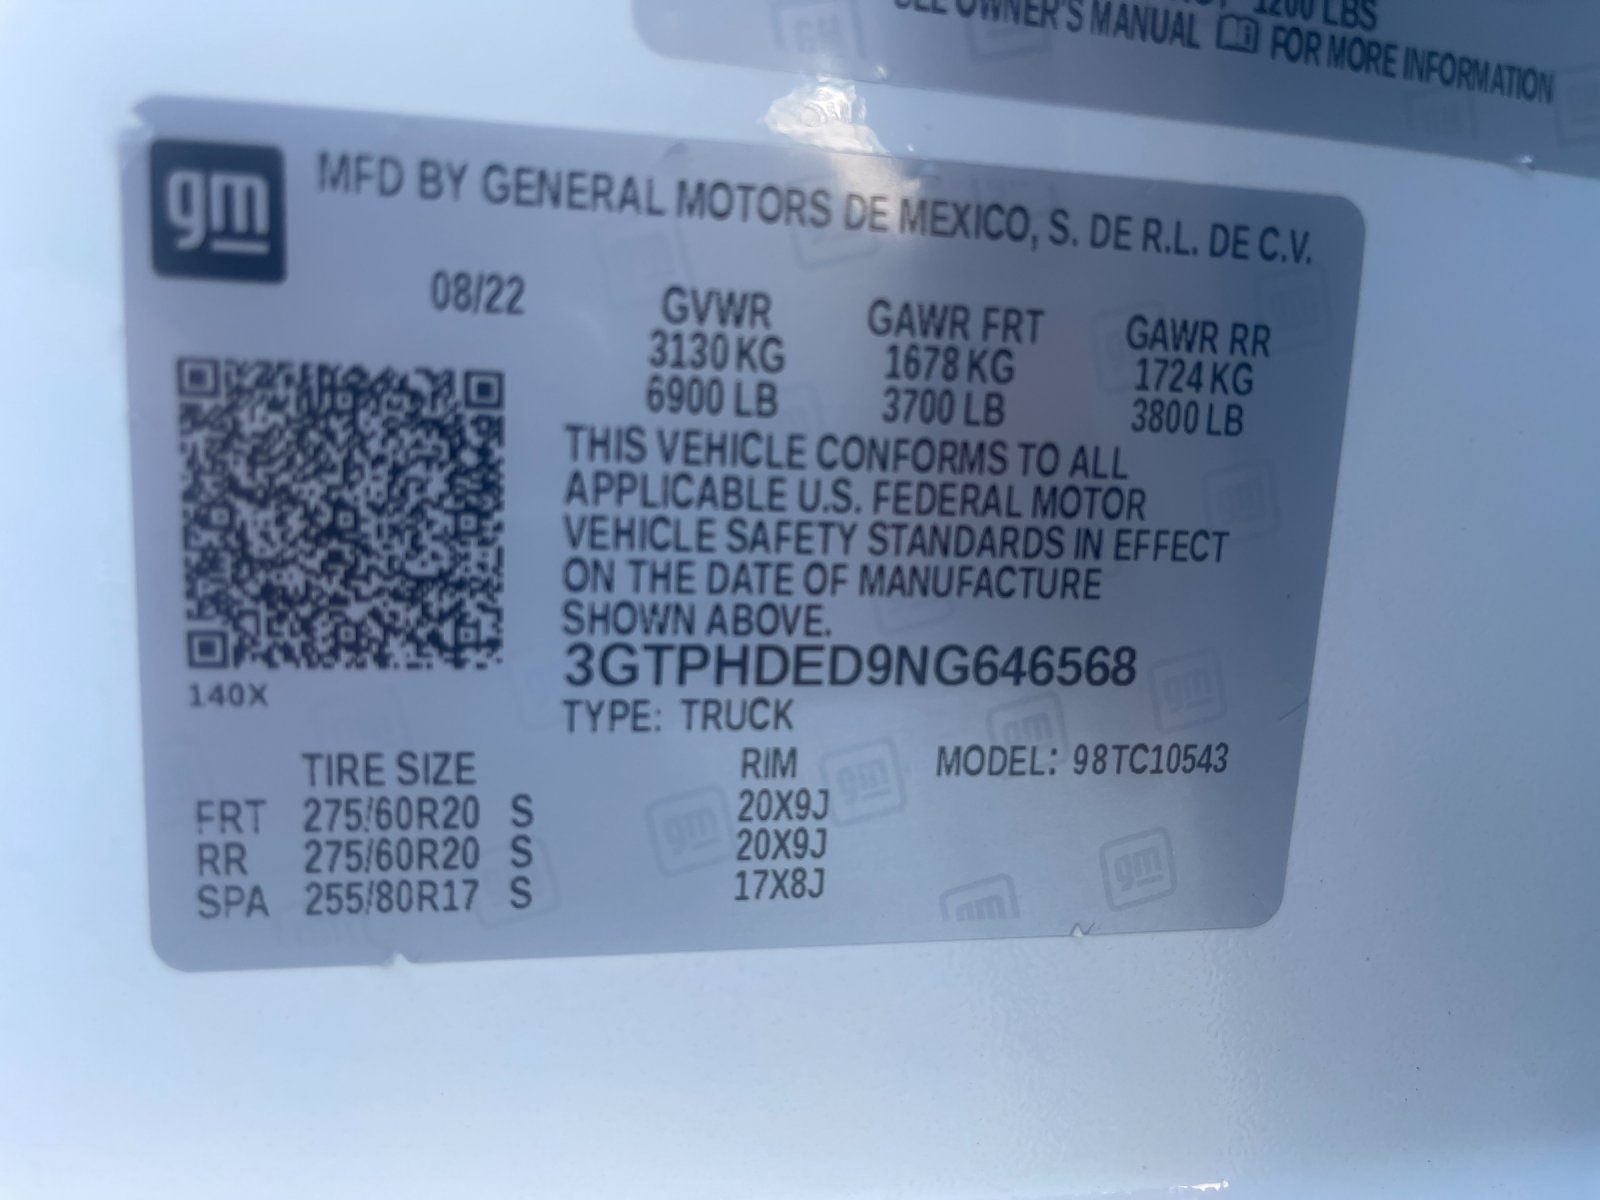 1200 LBS
SEE OWNER'S MANUAL FOR MORE INFORMATION
gm
MFD BY GENERAL MOTORS DE MEXICO, S. DE R.L. DE C.V.
08/22
GVWR GAWR FRT GAWR RR
3130 KG 1678 KG 1724 KG
6900 LB 3700 LB 3800 LB
THIS VEHICLE CONFORMS TO ALL
APPLICABLE U.S. FEDERAL MOTOR
VEHICLE SAFETY STANDARDS IN EFFECT
ON THE DATE OF MANUFACTURE
SHOWN ABOVE.
3GTPHDED9NG646568
140X
TYPE: TRUCK
TIRE SIZE RIM MODEL: 98TC10543
FRT 275/60R20 S 20X9J
RR 275/60R20 S 20X9J
SPA 255/80R17 S 17X8J